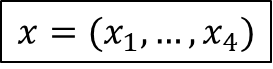 𝑥 = (𝑥₁, … , 𝑥₄)